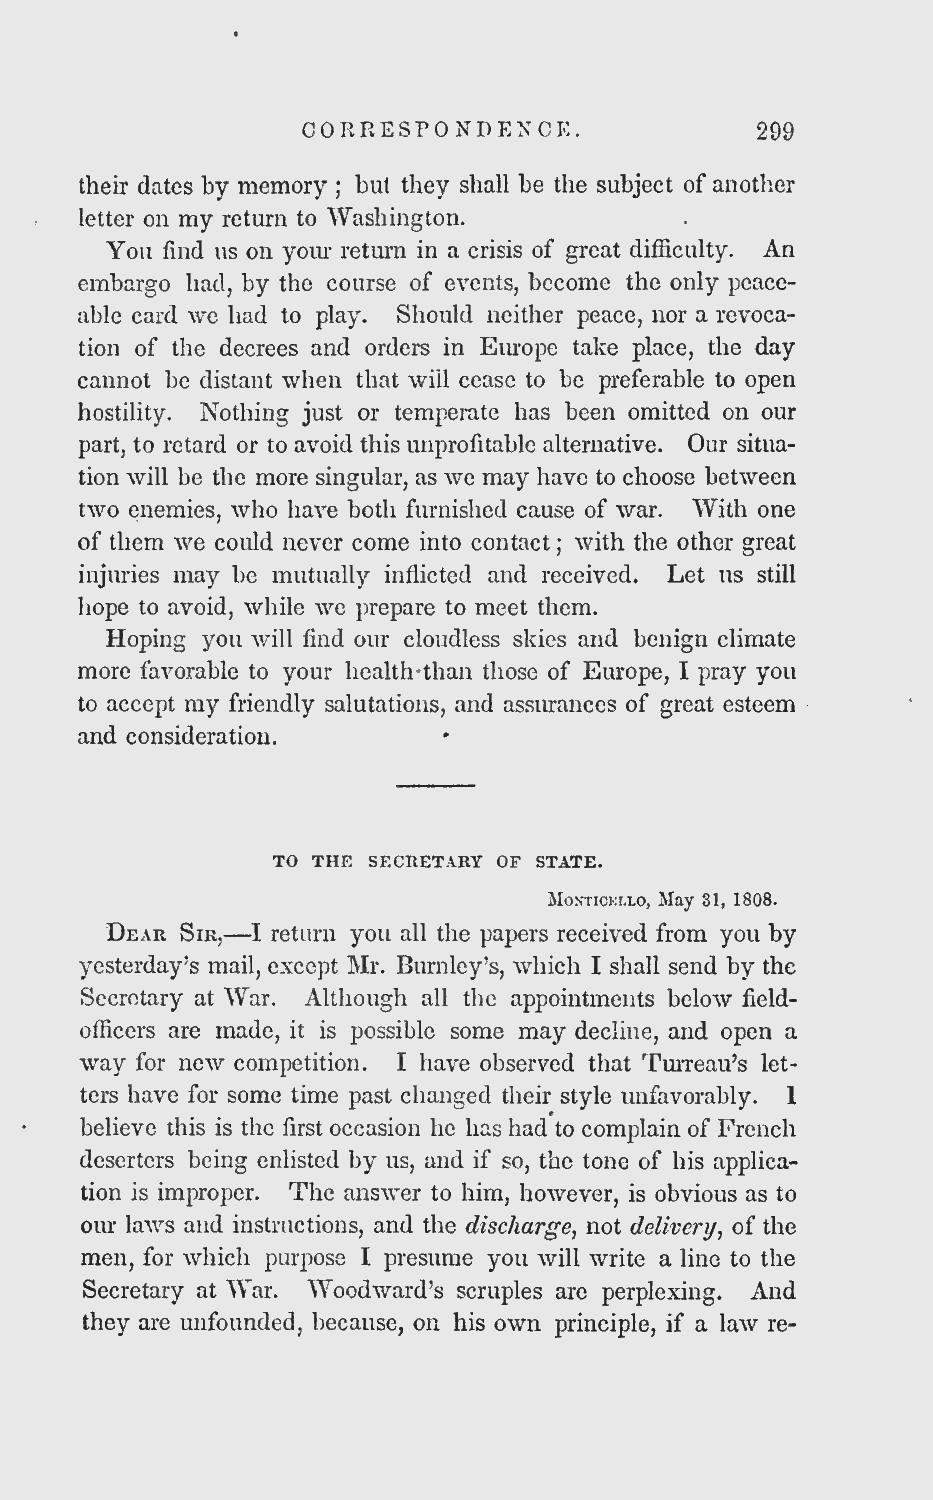 CORRESPONDENCE. 299
their dates by memory; but they shall be the subject of another
letter on my return to Washington.
You find us on your return in a crisis of great difficulty. An
embargo had, by the course of events, become the only peace-
able card we had to play. Should neither peace, nor a revoca-
tion of the decrees and orders in Europe take place, the day
cannot be distant when that will cease to be preferable to open
hostility. Nothing just or temperate has been omitted on our
part, to retard or to avoid this unprofitable alternative. Our situa-
tion will be the more singular, as we may have to choose between
two enemies, who have both furnished cause of war. With one
of them we could never come into contact; with the other great
injuries may be mutually inflicted and received. Let us still
hope to avoid, while we prepare to meet them.
Hoping you will find our cloudless skies and benign climate
more favorable to your health than those of Europe, I pray you
to accept my friendly salutations, and assurances of great esteem
and consideration.
TO THE SECRETARY OF STATE.
MONTICELLO, May 31, 1808.
DEAR SIR,—I return you all the papers received from you by
yesterday's mail, except Mr. Burnley's, which I shall send by the
Secretary at War. Although all the appointments below field-
officers are made, it is possible some may decline, and open a
way for new competition. I have observed that Turreau's let-
ters have for some time past changed their style unfavorably. I
believe this is the first occasion he has had to complain of French
deserters being enlisted by us, and if so, the tone of his applica-
tion is improper. The answer to him, however, is obvious as to
our laws and instructions, and the discharge, not delivery, of the
men, for which purpose I presume you will write a line to the
Secretary at War. Woodward's scruples are perplexing. And
they are unfounded, because, on his own principle, if a law re-